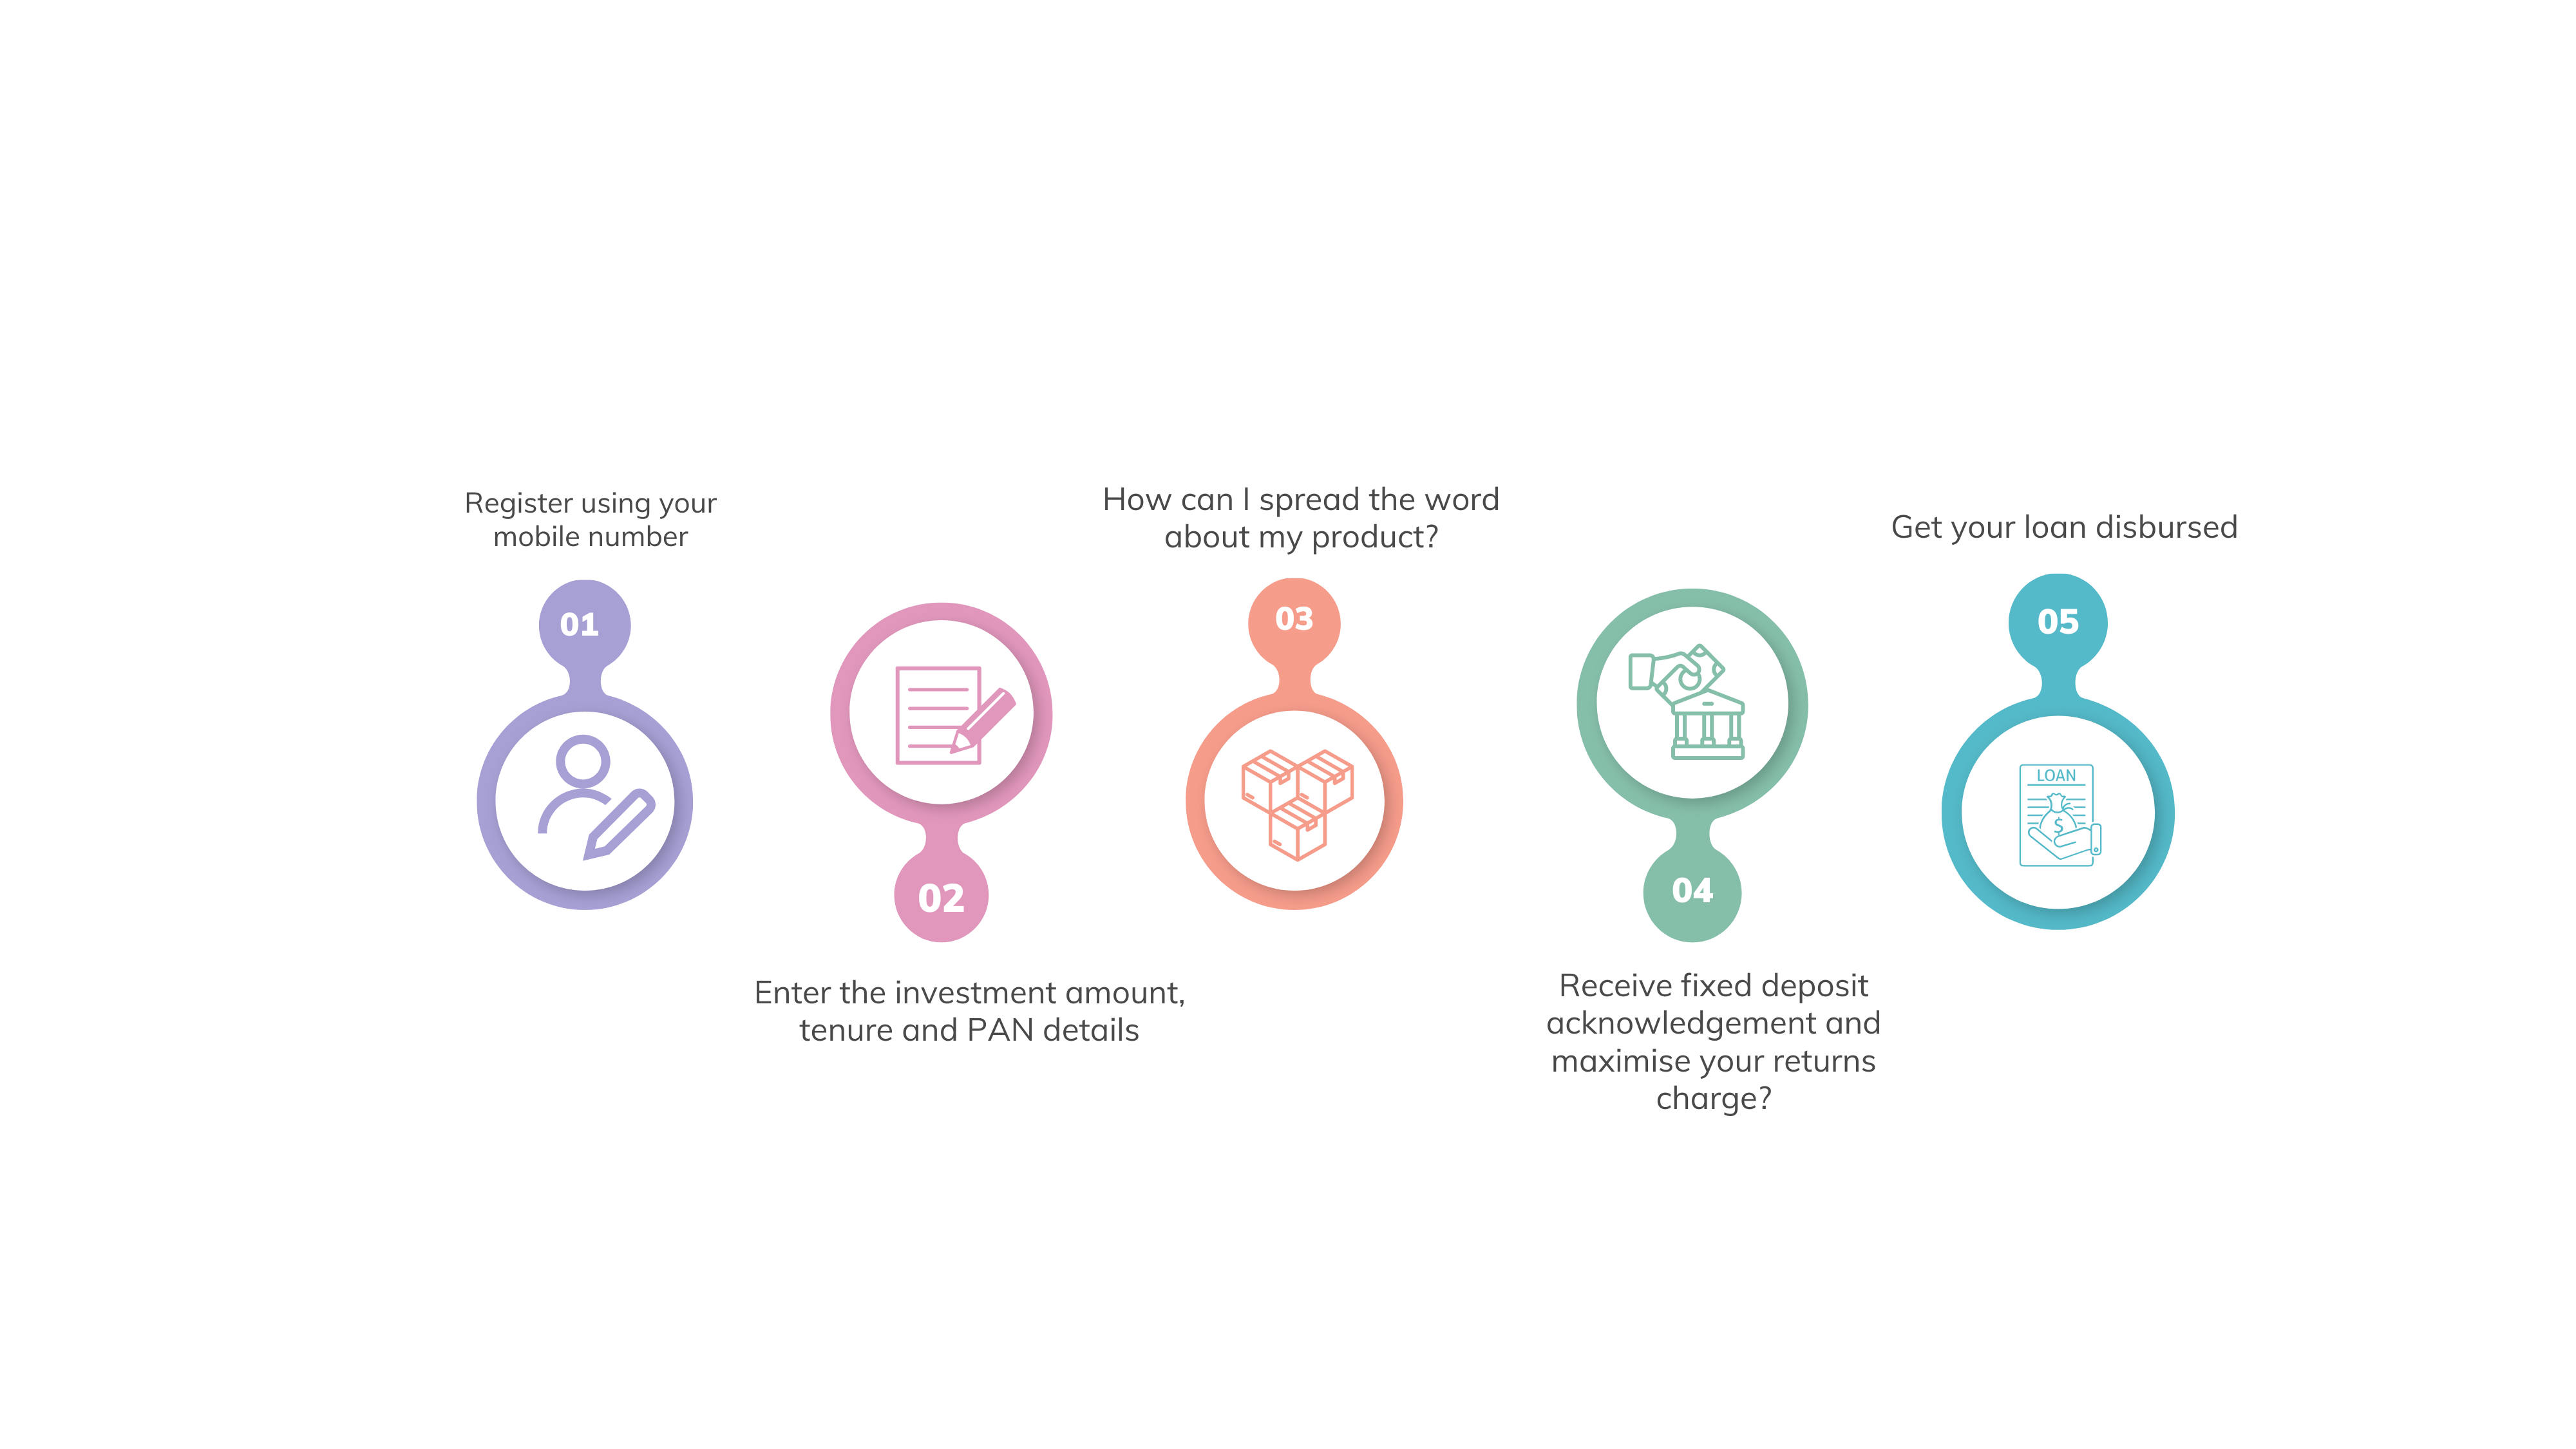 Register using your
mobile number
01
02
Enter the investment amount,
tenure and PAN details
How can I spread the word
about my product?
03
04
Receive fixed deposit
acknowledgement and
maximise your returns
charge?
Get your loan disbursed
05
LOAN
$